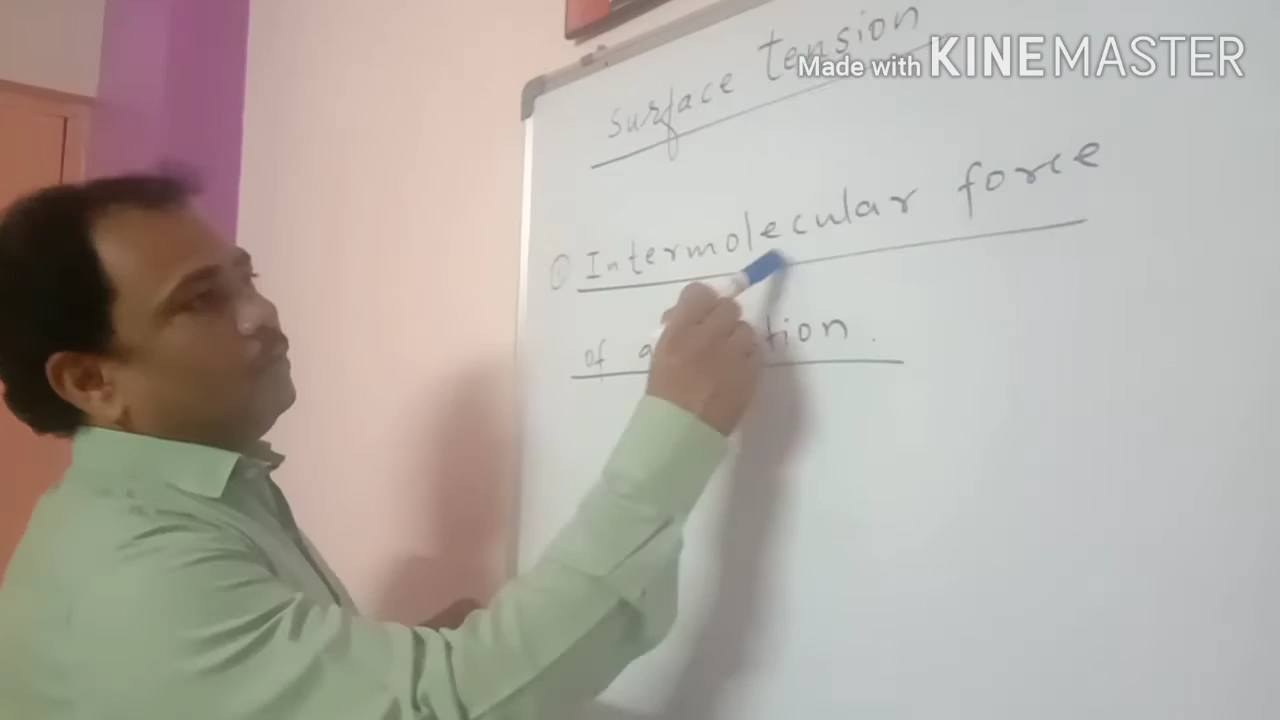 surface tension
Made with KINEMASTER
① Intermolecular force
of tion.